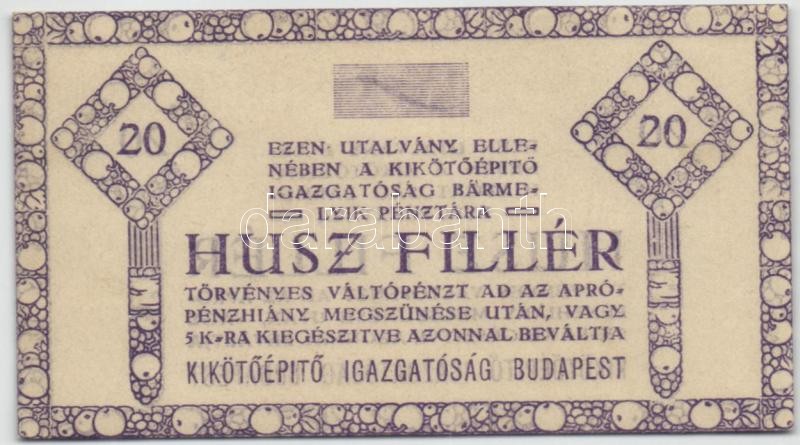 20
20
EZEN UTALVÁNY ELLE=
NÉBEN A KIKÖTŐÉPITŐ
IGAZGATÓSÁG BÁRME=
LYIK PÉNZTÁRA
darabanth
HUSZ FILLÉR
TÖRVÉNYES VÁLTÓPÉNZT AD AZ APRÓ=
PÉNZHIÁNY MEGSZÜNÉSE UTÁN, VAGY
5 K=RA KIEGÉSZITVE AZONNAL BEVÁLTJA
KIKÖTŐÉPITŐ IGAZGATÓSÁG BUDAPEST